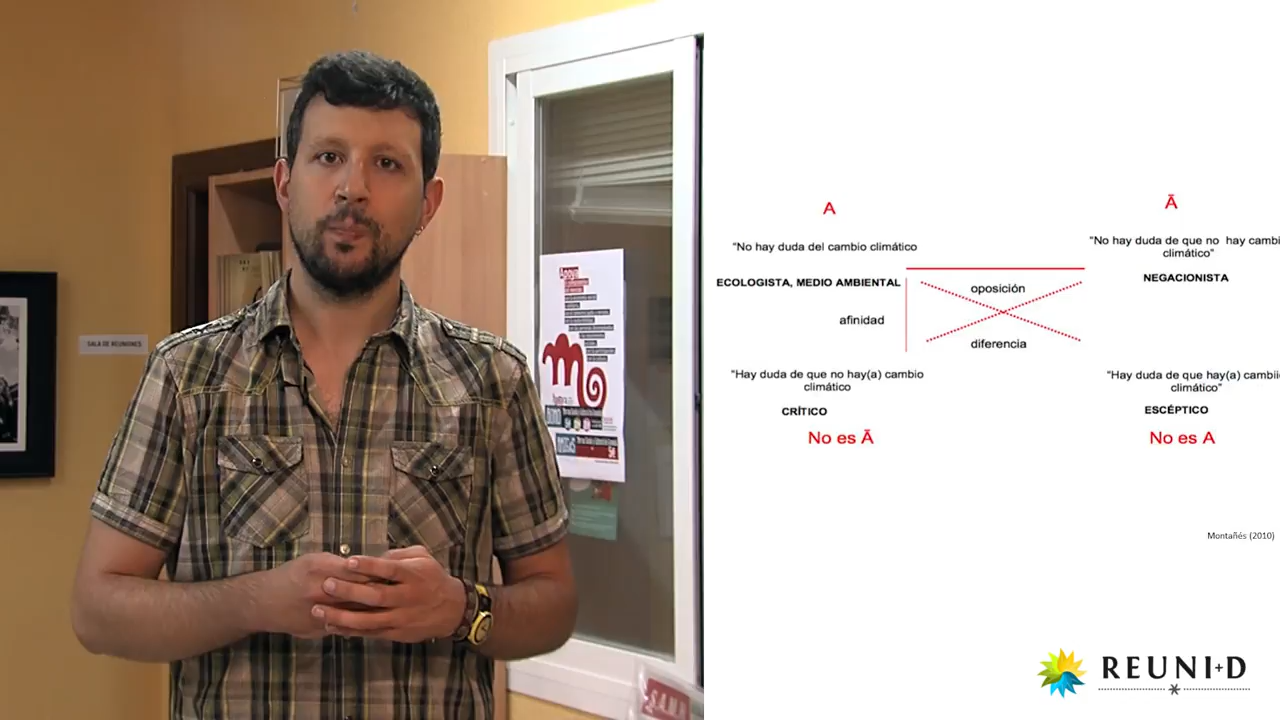 SALA DE REUNIONES
Apoya
A
Ā
“No hay duda del cambio climático
“No hay duda de que no hay cambi
climático”
ECOLOGISTA, MEDIO AMBIENTAL
NEGACIONISTA
oposición
afinidad
diferencia
“Hay duda de que no hay(a) cambio
climático
“Hay duda de que hay(a) cambi
climático”
CRÍTICO
ESCÉPTICO
No es Ā
No es A
Montañés (2010)
REUNI+D